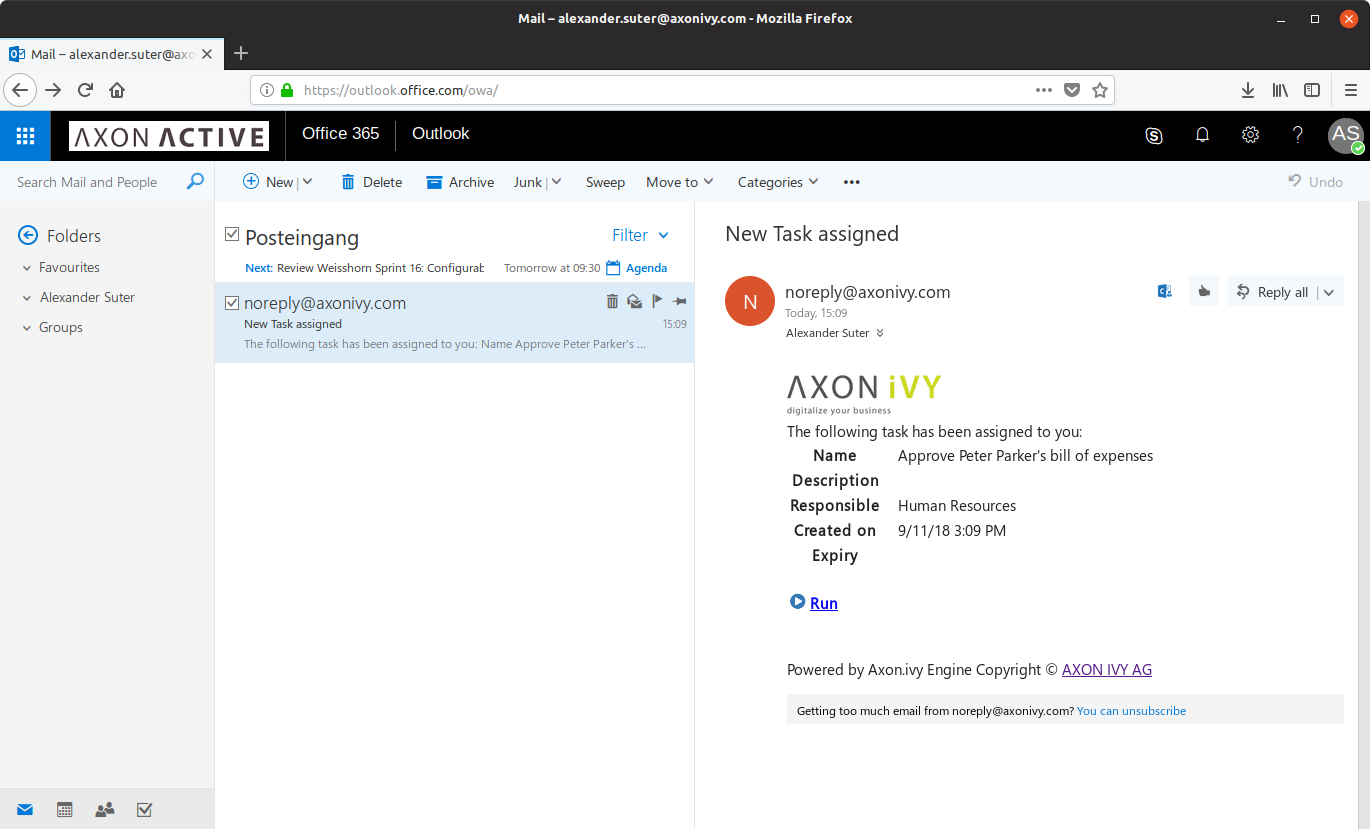 Mail – alexander.suter@axonivy.com - Mozilla Firefox
Mail – alexander.suter@axo
https://outlook.office.com/owa/
AXON ACTIVE
Office 365
Outlook
AS
Search Mail and People
New
Delete
Archive
Junk
Sweep
Move to
Categories
Undo
Folders
Favourites
Alexander Suter
Groups
Posteingang
Filter
Next: Review Weisshorn Sprint 16: Configurab
Tomorrow at 09:30
Agenda
noreply@axonivy.com
New Task assigned
15:09
The following task has been assigned to you: Name Approve Peter Parker's ...
New Task assigned
N
noreply@axonivy.com
Today, 15:09
Alexander Suter
Reply all
AXON iVY
digitalize your business
The following task has been assigned to you:
Name Approve Peter Parker's bill of expenses
Description
Responsible Human Resources
Created on 9/11/18 3:09 PM
Expiry
Run
Powered by Axon.ivy Engine Copyright © AXON IVY AG
Getting too much email from noreply@axonivy.com? You can unsubscribe